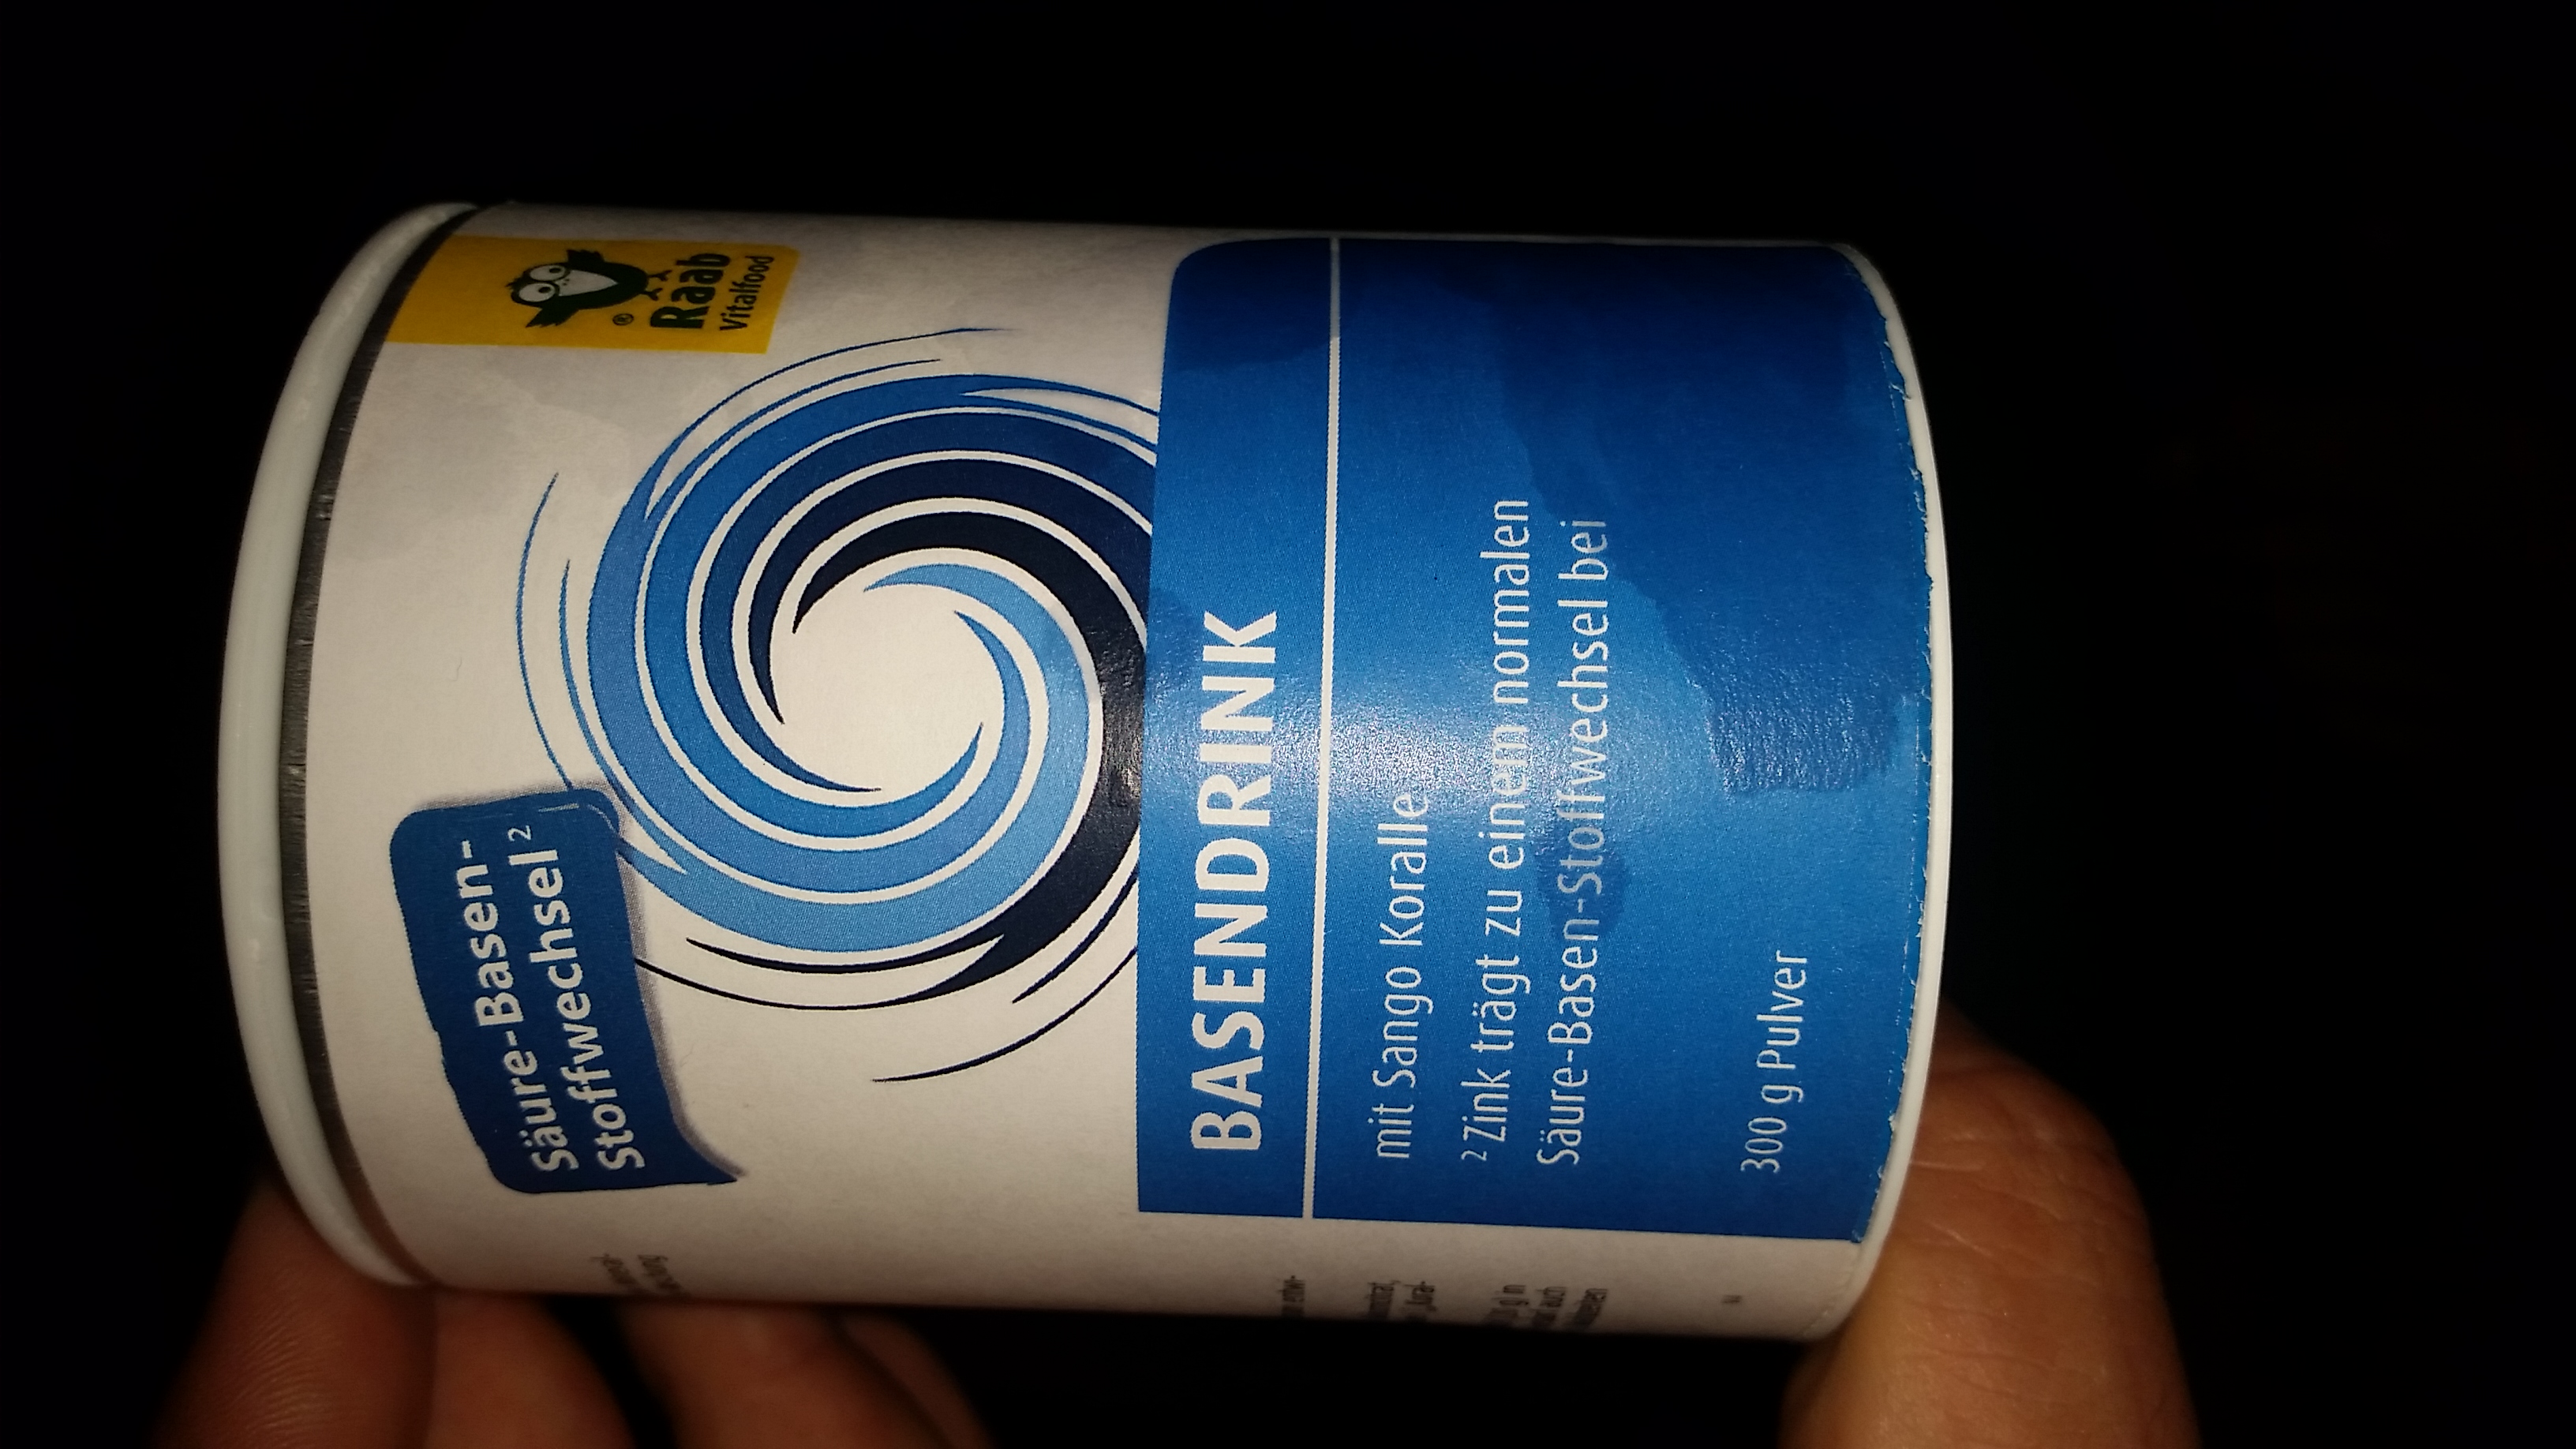 Raab
Vitalfood
®
Säure-Basen-
Stoffwechsel ²
BASENDRINK
mit Sango Koralle
² Zink trägt zu einem normalen
Säure-Basen-Stoffwechsel bei
300 g Pulver